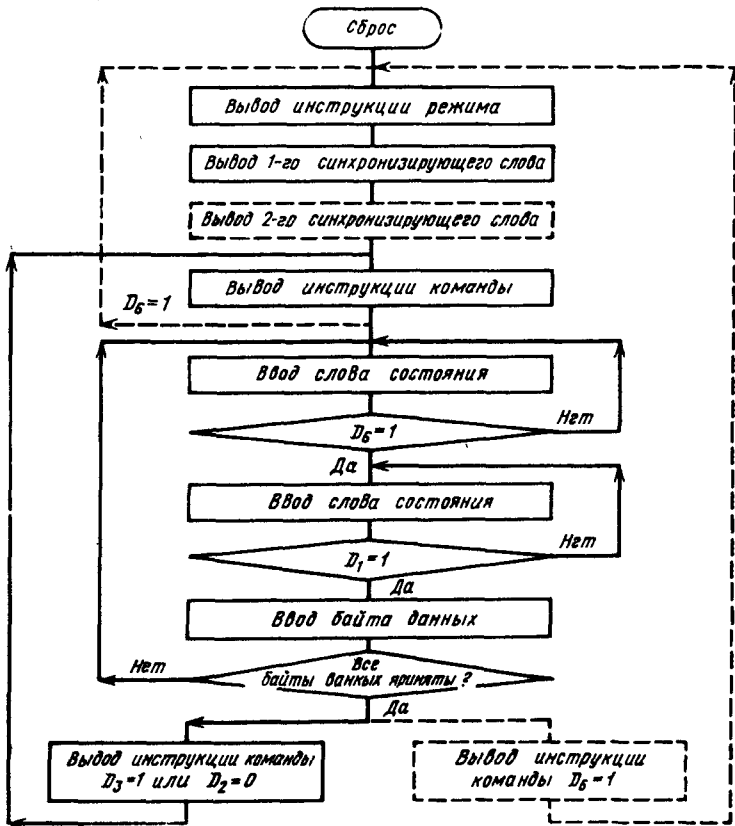 Сброс
Вывод инструкции режима
Вывод 1-го синхронизирующего слова
Вывод 2-го синхронизирующего слова
Вывод инструкции команды
D6=1
Ввод слова состояния
D6=1
Нет
Да
Ввод слова состояния
D1=1
Нет
Да
Ввод байта данных
Все
байты данных приняты?
Нет
Да
Вывод инструкции команды
D3=1 или D2=0
Вывод инструкции
команды D6=1